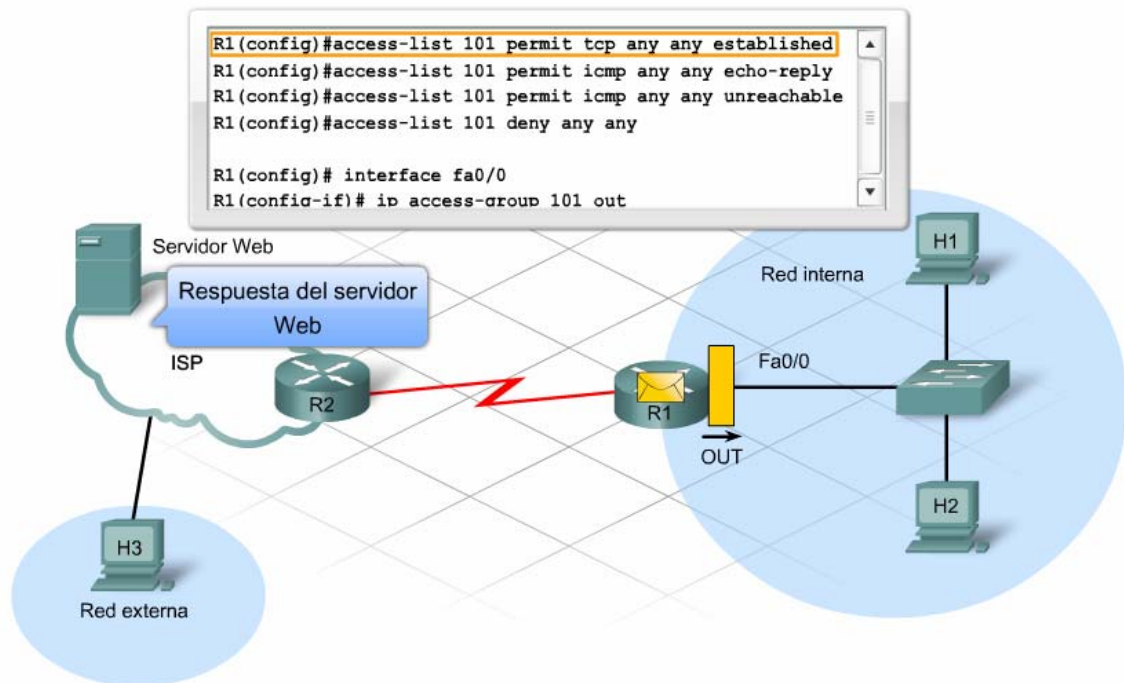 R1(config)#access-list 101 permit tcp any any established
R1(config)#access-list 101 permit icmp any any echo-reply
R1(config)#access-list 101 permit icmp any any unreachable
R1(config)#access-list 101 deny any any
R1(config)# interface fa0/0
R1(config-if)# ip access-group 101 out
Servidor Web
Respuesta del servidor
Web
ISP
R2
R1
Fa0/0
OUT
Red interna
H1
H2
H3
Red externa